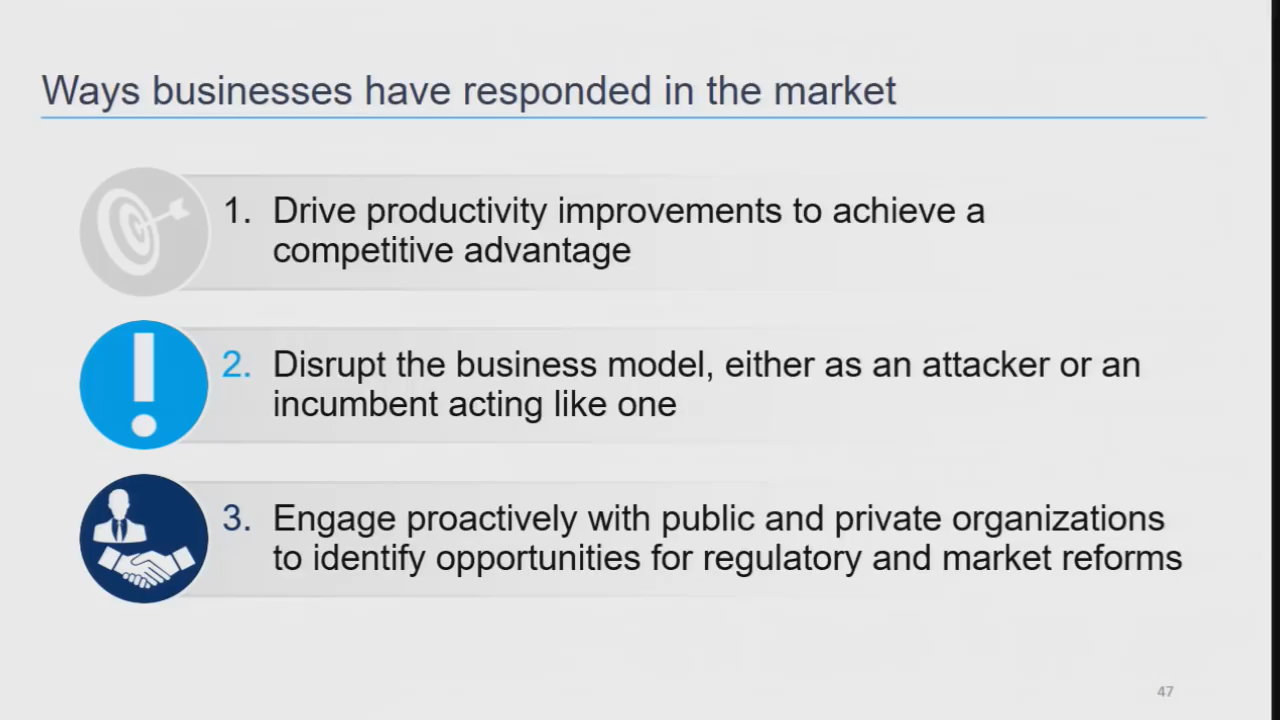 Ways businesses have responded in the market
1. Drive productivity improvements to achieve a
competitive advantage
2. Disrupt the business model, either as an attacker or an
incumbent acting like one
3. Engage proactively with public and private organizations
to identify opportunities for regulatory and market reforms
47